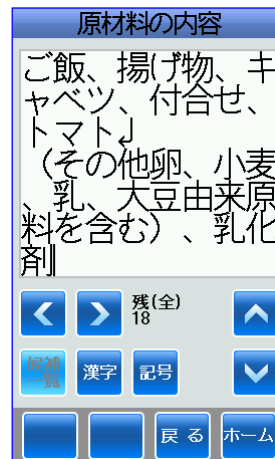 原材料の内容
ご飯、揚げ物、キ
ャベツ、付合せ、
トマト↲
（その他卵、小麦
、乳、大豆由来原
料を含む）、乳化
剤
残(全)
18
候補
一覧
漢字
記号
戻る
ホーム